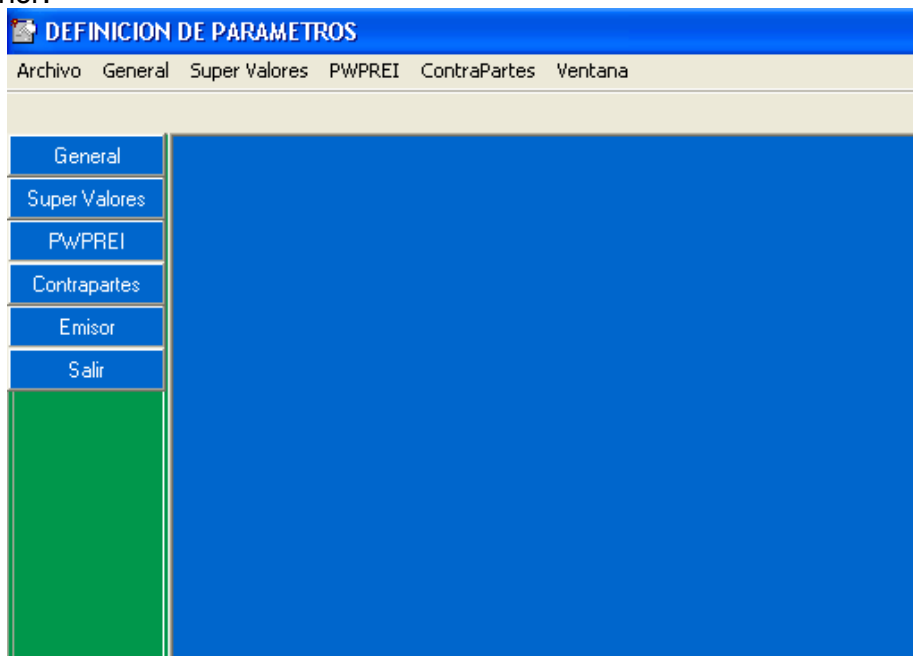 DEFINICION DE PARAMETROS
Archivo General Super Valores PWPREI ContraPartes Ventana
General
Super Valores
PWPREI
Contrapartes
Emisor
Salir